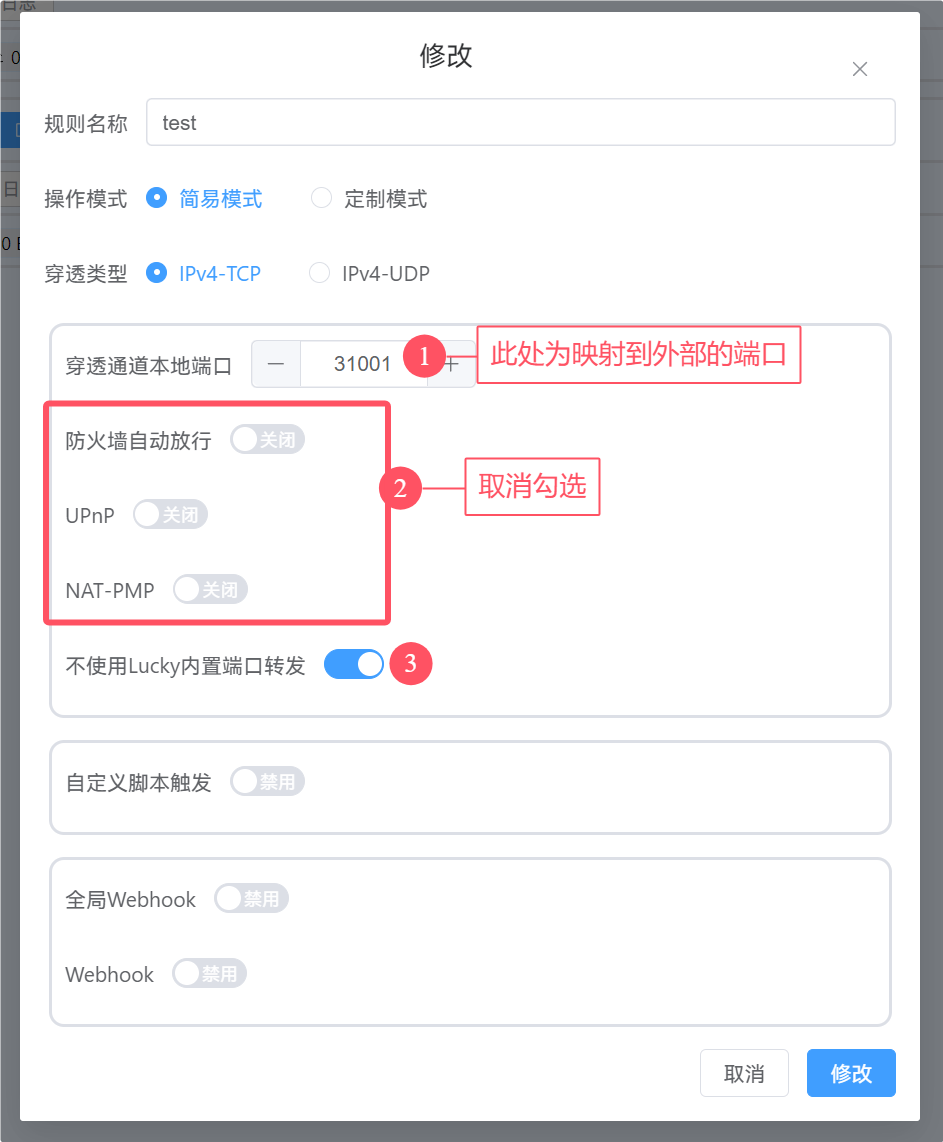 日志
修改
规则名称 test
操作模式 简易模式 定制模式
穿透类型 IPv4-TCP IPv4-UDP
穿透通道本地端口 31001 1 此处为映射到外部的端口
防火墙自动放行 关闭
2 取消勾选
UPnP 关闭
NAT-PMP 关闭
不使用Lucky内置端口转发 3
自定义脚本触发 禁用
全局Webhook 禁用
Webhook 禁用
取消 修改